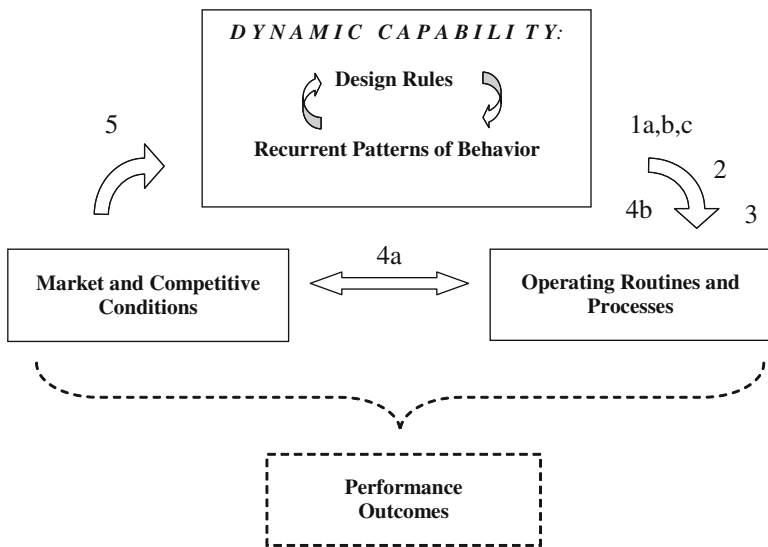 DYNAMIC CAPABILITY:
Design Rules
Recurrent Patterns of Behavior
5
1a,b,c
2
4b
3
4a
Market and Competitive
Conditions
Operating Routines and
Processes
Performance
Outcomes